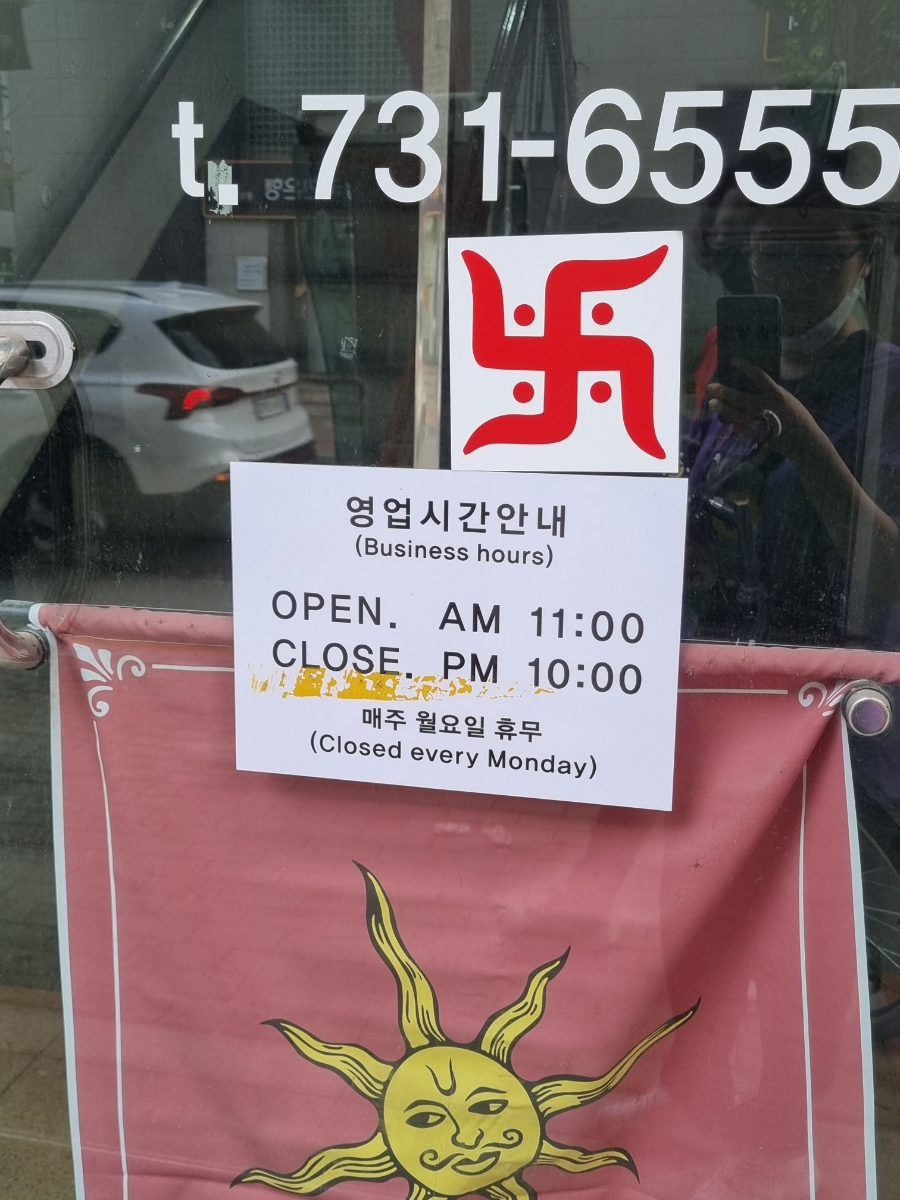 t. 731-6555
영업시간안내
(Business hours)
OPEN. AM 11:00
CLOSE. PM 10:00
매주 월요일 휴무
(Closed every Monday)